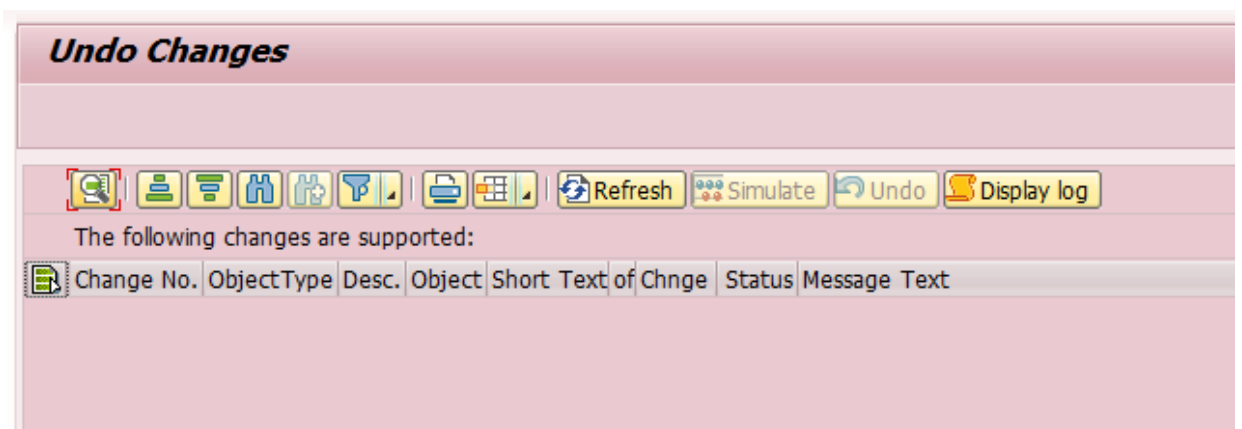 Undo Changes
Refresh Simulate Undo Display log
The following changes are supported:
Change No. ObjectType Desc. Object Short Text of Chnge Status Message Text